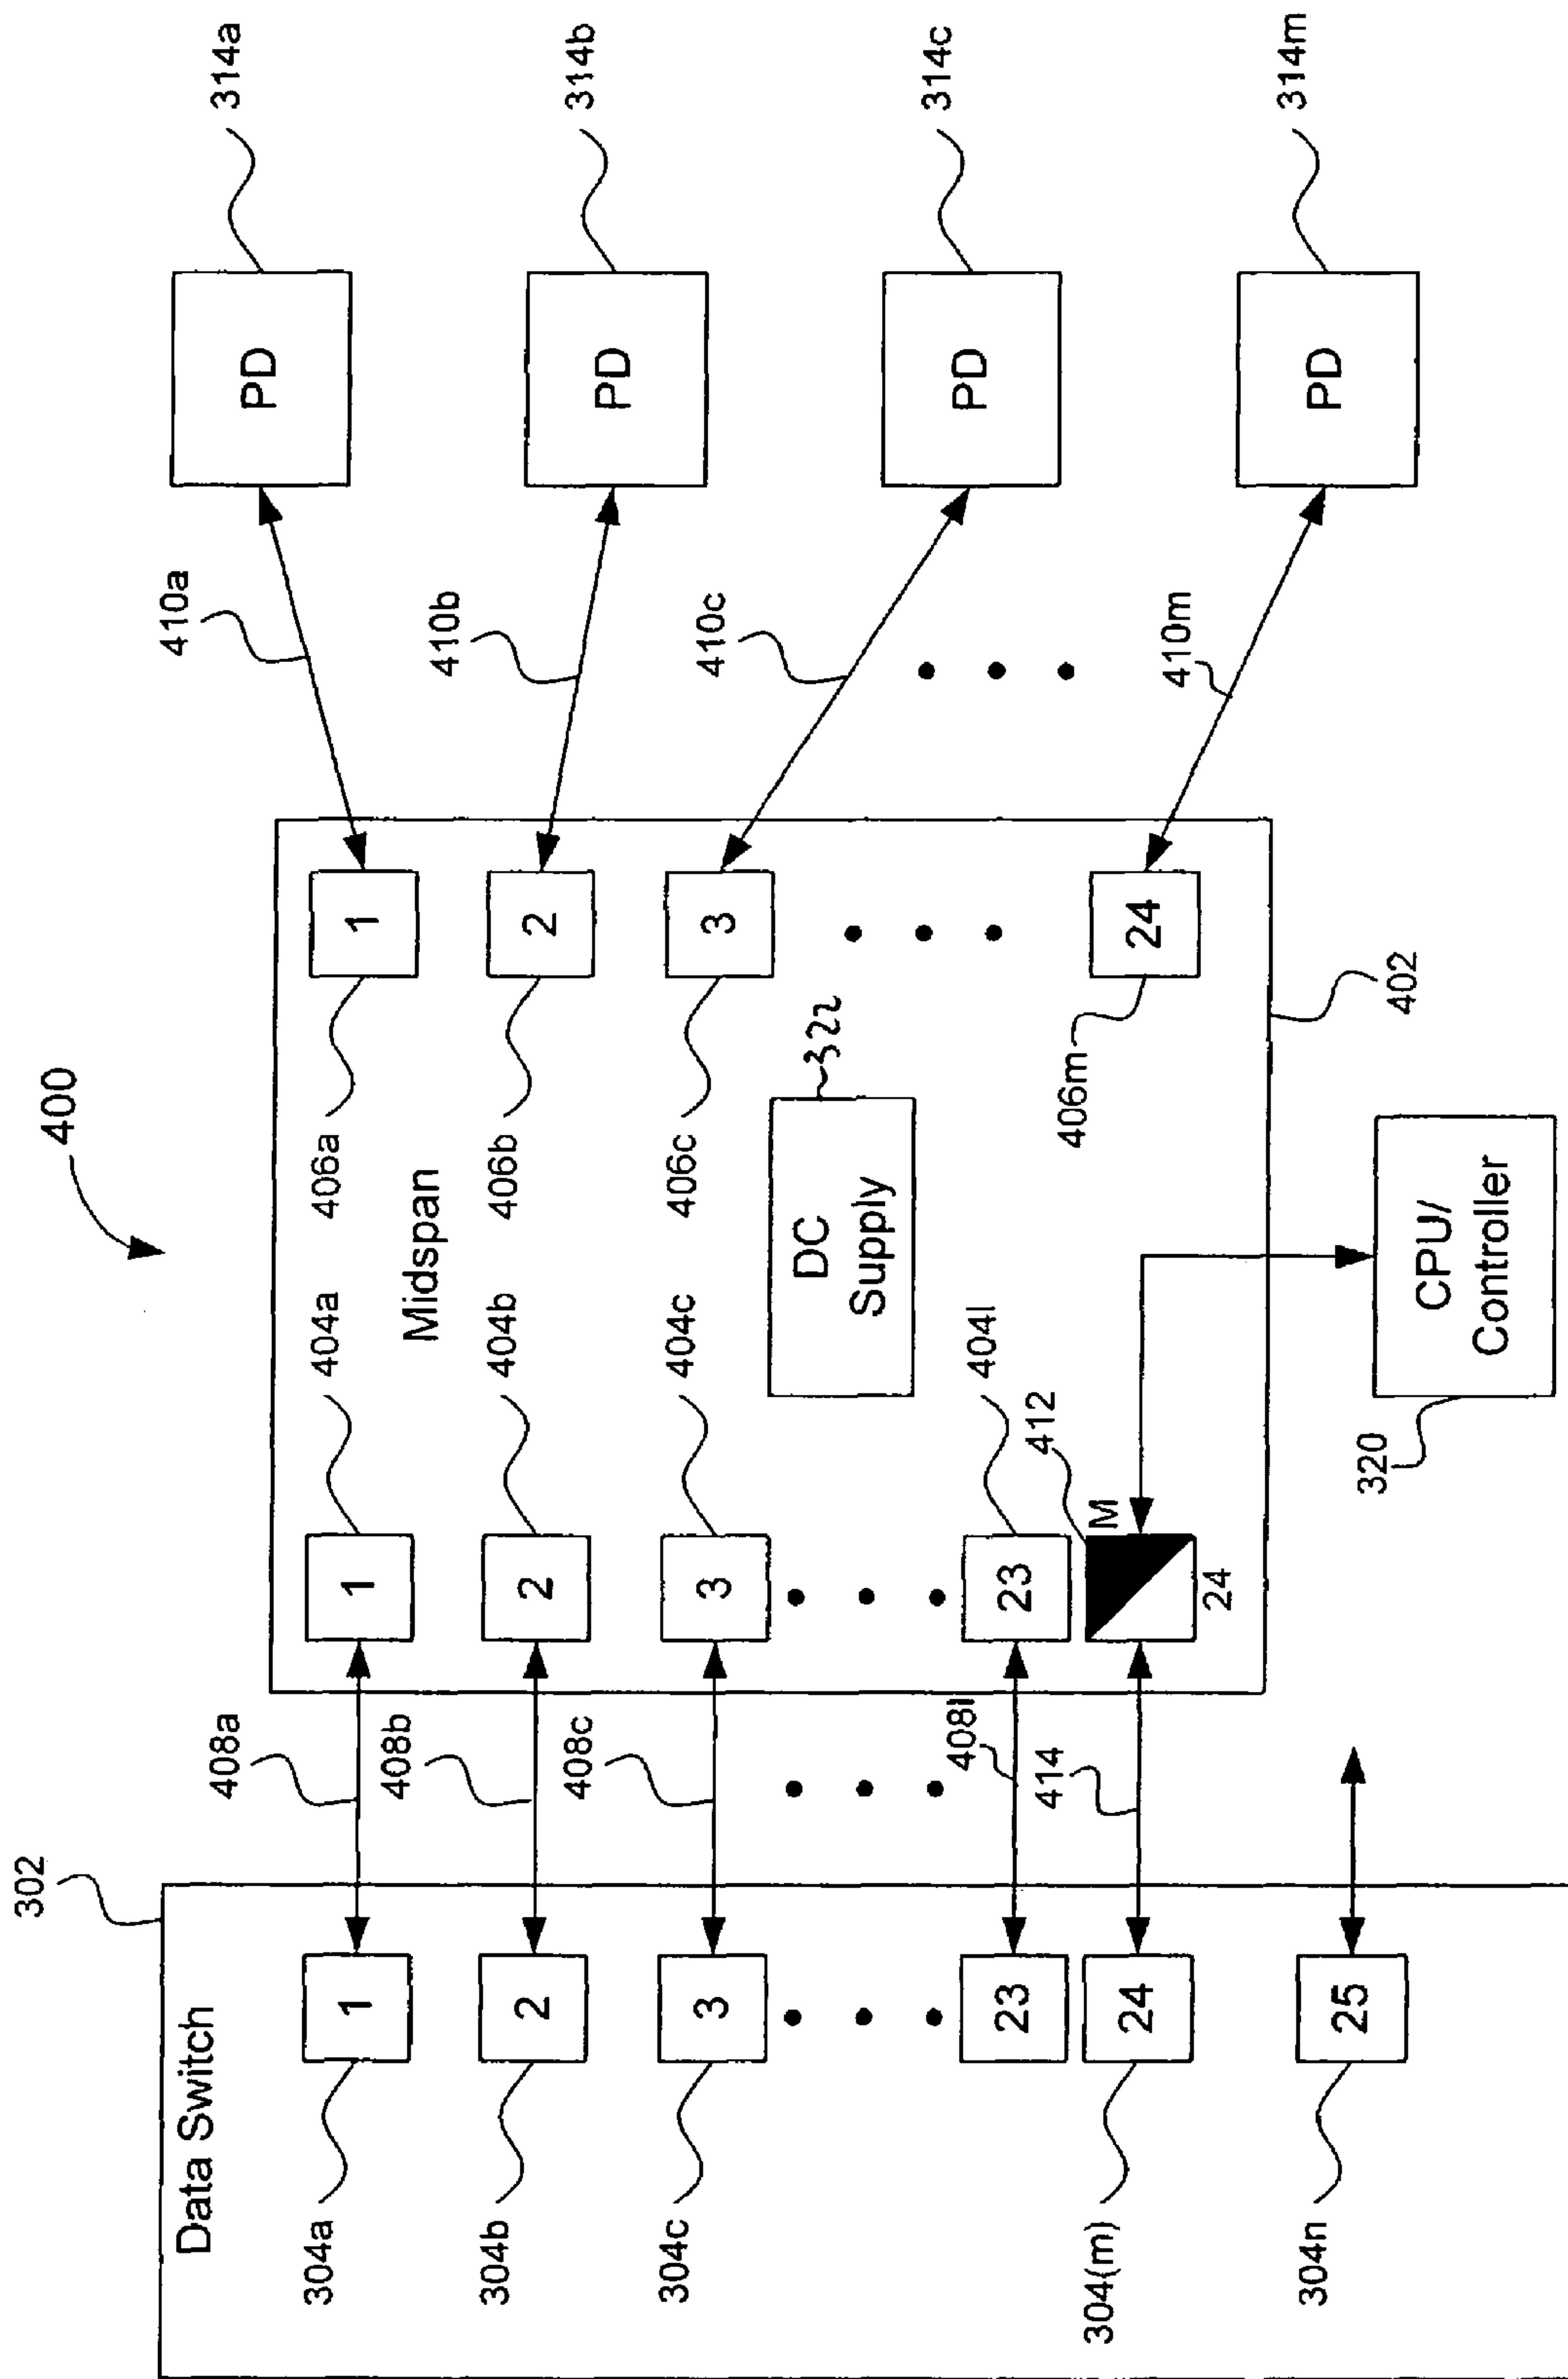 400
302
Data Switch
304a
1
304b
2
304c
3
23
304(m)
24
304n
25
408a
408b
408c
408l
414
Midspan
404a
1
404b
2
404c
3
404l
23
412
M
24
DC
Supply
322
406a
1
406b
2
406c
3
406m
24
402
CPU/
Controller
320
410a
410b
410c
410m
PD
314a
PD
314b
PD
314c
PD
314m